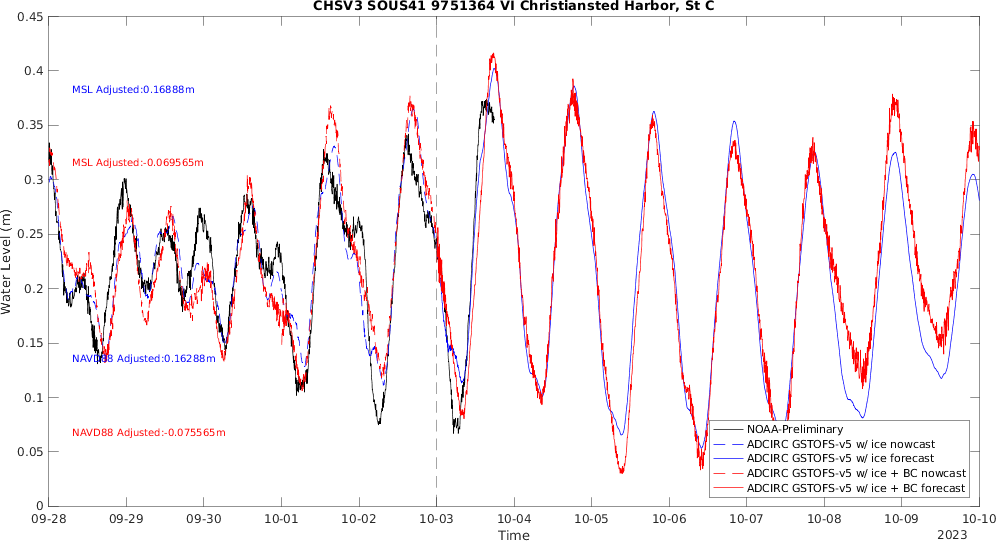 CHSV3 SOUS41 9751364 VI Christiansted Harbor, St C
0.45
0.4
0.35
0.3
0.25
0.2
0.15
0.1
0.05
0
Water Level (m)
MSL Adjusted:0.16888m
MSL Adjusted:-0.069565m
NAVD88 Adjusted:0.16288m
NAVD88 Adjusted:-0.075565m
NOAA-Preliminary
ADCIRC GSTOFS-v5 w/ ice nowcast
ADCIRC GSTOFS-v5 w/ ice forecast
ADCIRC GSTOFS-v5 w/ ice + BC nowcast
ADCIRC GSTOFS-v5 w/ ice + BC forecast
09-28 09-29 09-30 10-01 10-02 10-03 10-04 10-05 10-06 10-07 10-08 10-09 10-10
Time
2023